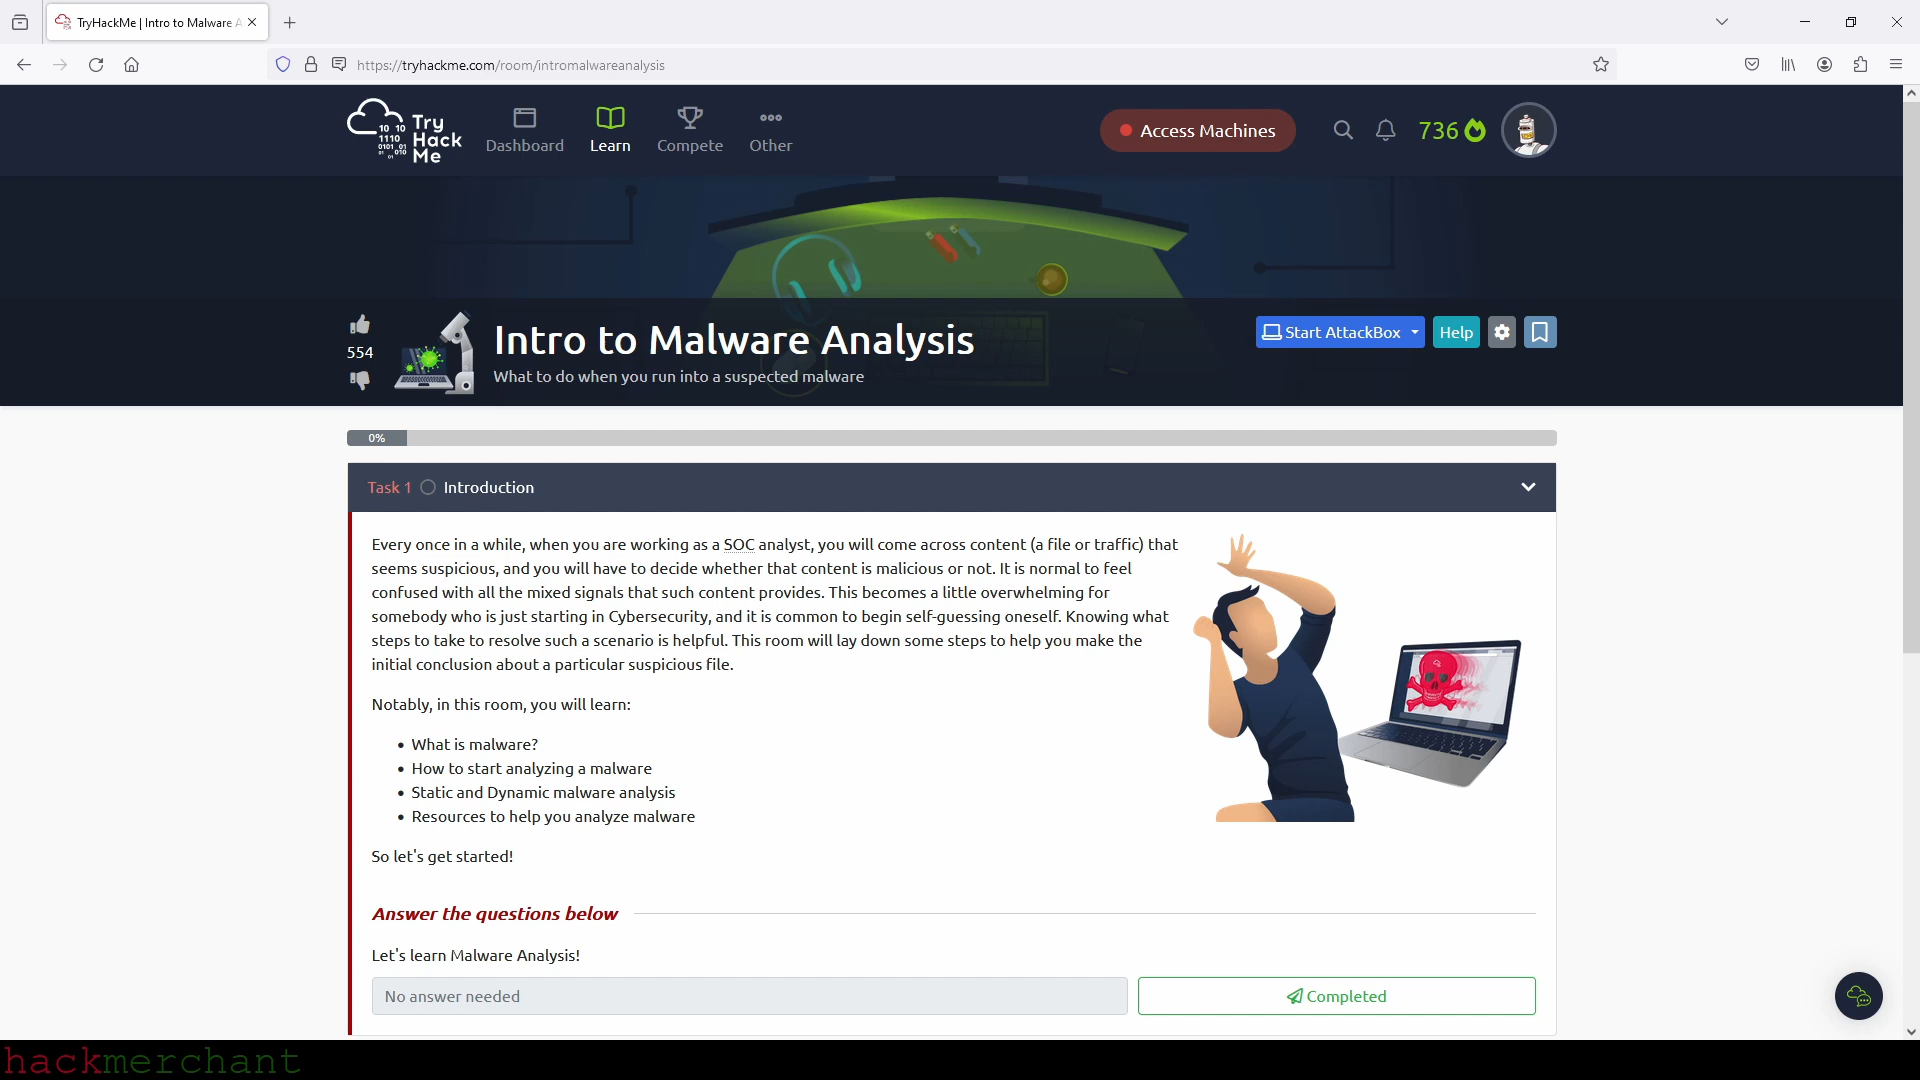 TryHackMe | Intro to Malware A
https://tryhackme.com/room/intromalwareanalysis
Try
Hack
Me
Dashboard
Learn
Compete
Other
Access Machines
736
554
Intro to Malware Analysis
What to do when you run into a suspected malware
Start AttackBox
Help
0%
Task 1
Introduction
Every once in a while, when you are working as a SOC analyst, you will come across content (a file or traffic) that
seems suspicious, and you will have to decide whether that content is malicious or not. It is normal to feel
confused with all the mixed signals that such content provides. This becomes a little overwhelming for
somebody who is just starting in Cybersecurity, and it is common to begin self-guessing oneself. Knowing what
steps to take to resolve such a scenario is helpful. This room will lay down some steps to help you make the
initial conclusion about a particular suspicious file.
Notably, in this room, you will learn:
• What is malware?
• How to start analyzing a malware
• Static and Dynamic malware analysis
• Resources to help you analyze malware
So let's get started!
Answer the questions below
Let's learn Malware Analysis!
No answer needed
Completed
hackmerchant